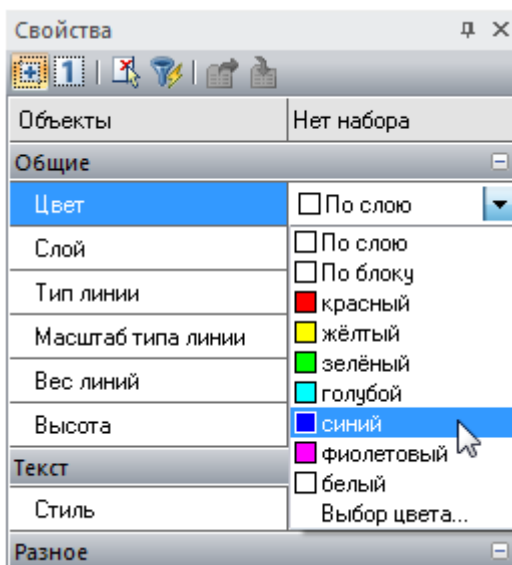 Свойства
1
Объекты Нет набора
Общие
Цвет По слою
Слой По слою
По блоку
Тип линии красный
Масштаб типа линии жёлтый
зелёный
Вес линий голубой
Высота синий
Текст фиолетовый
Стиль белый
Выбор цвета...
Разное